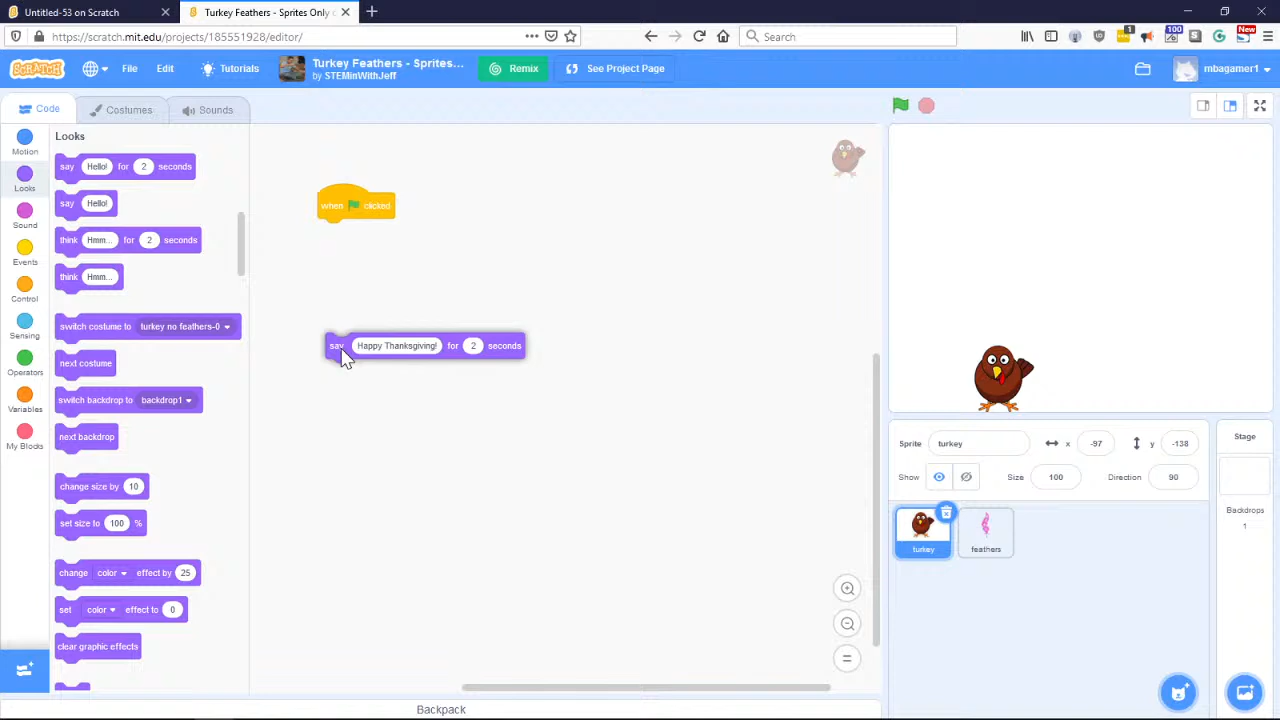 Untitled-53 on Scratch
Turkey Feathers - Sprites Only c
https://scratch.mit.edu/projects/185551928/editor/
Search
1
100
New
SCRATCH
File
Edit
Tutorials
Turkey Feathers - Sprites...
by STEMinWithJeff
Remix
See Project Page
mbagamer1
Code
Costumes
Sounds
Motion
Looks
Sound
Events
Control
Sensing
Operators
Variables
My Blocks
Looks
say Hello! for 2 seconds
say Hello!
think Hmm... for 2 seconds
think Hmm...
switch costume to turkey no feathers-0
next costume
switch backdrop to backdrop1
next backdrop
change size by 10
set size to 100 %
change color effect by 25
set color effect to 0
clear graphic effects
when clicked
say Happy Thanksgiving! for 2 seconds
Sprite turkey x -97 y -138
Show Size 100 Direction 90
turkey
feathers
Stage
Backdrops
1
Backpack